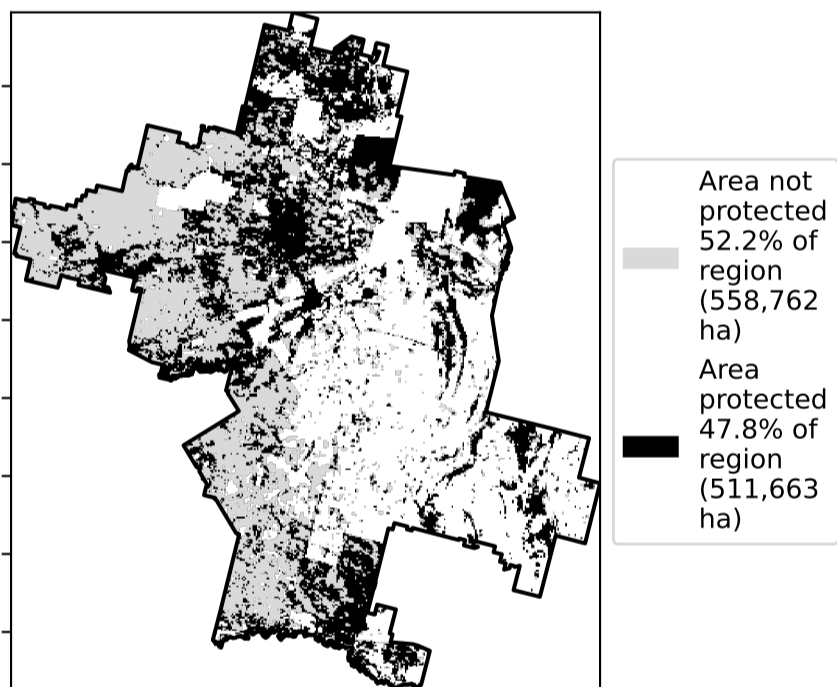 Area not
protected
52.2% of
region
(558,762
ha)
Area
protected
47.8% of
region
(511,663
ha)